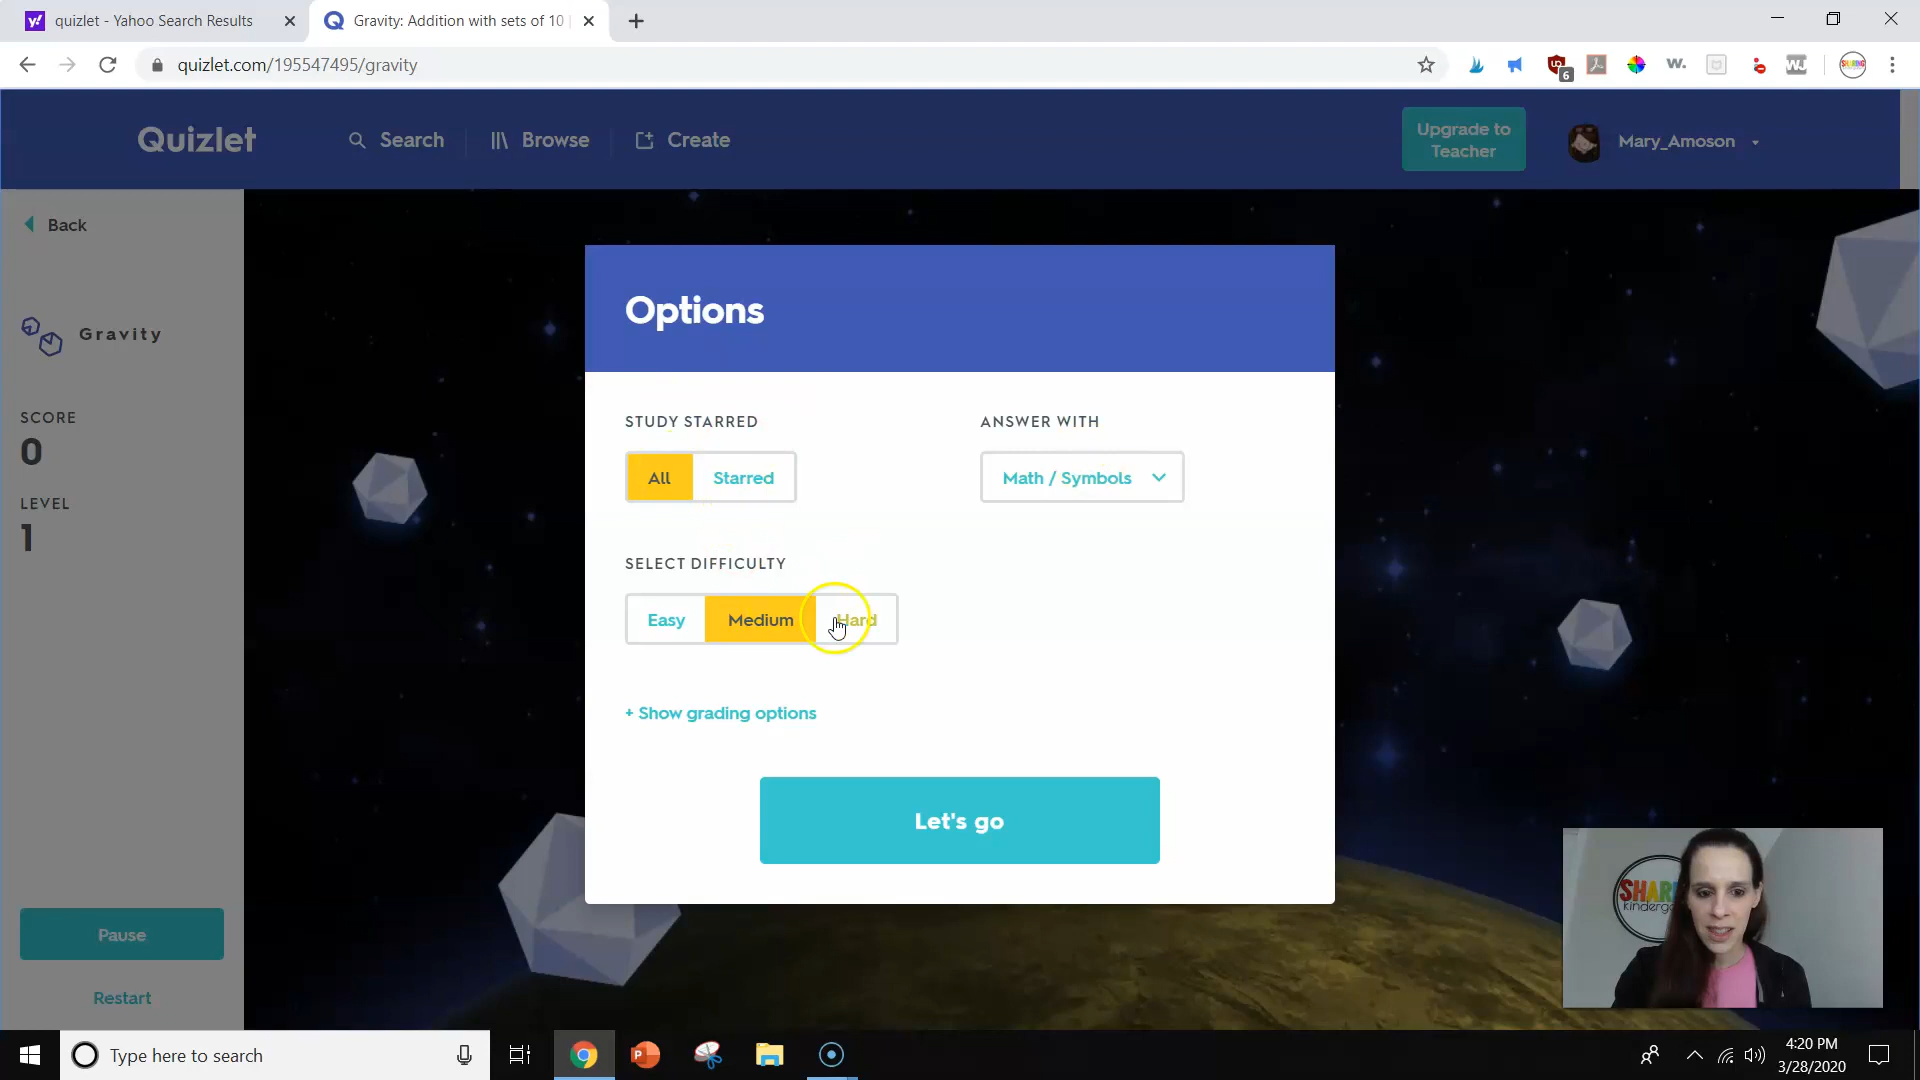 quizlet - Yahoo Search Results
Gravity: Addition with sets of 10
quizlet.com/195547495/gravity
6
Quizlet
Search
Browse
Create
Upgrade to
Teacher
Mary_Amoson
Back
Gravity
SCORE
0
LEVEL
1
Options
STUDY STARRED
ANSWER WITH
All
Starred
Math / Symbols
SELECT DIFFICULTY
Easy
Medium
Hard
+ Show grading options
Let's go
Pause
Restart
Type here to search
4:20 PM
3/28/2020